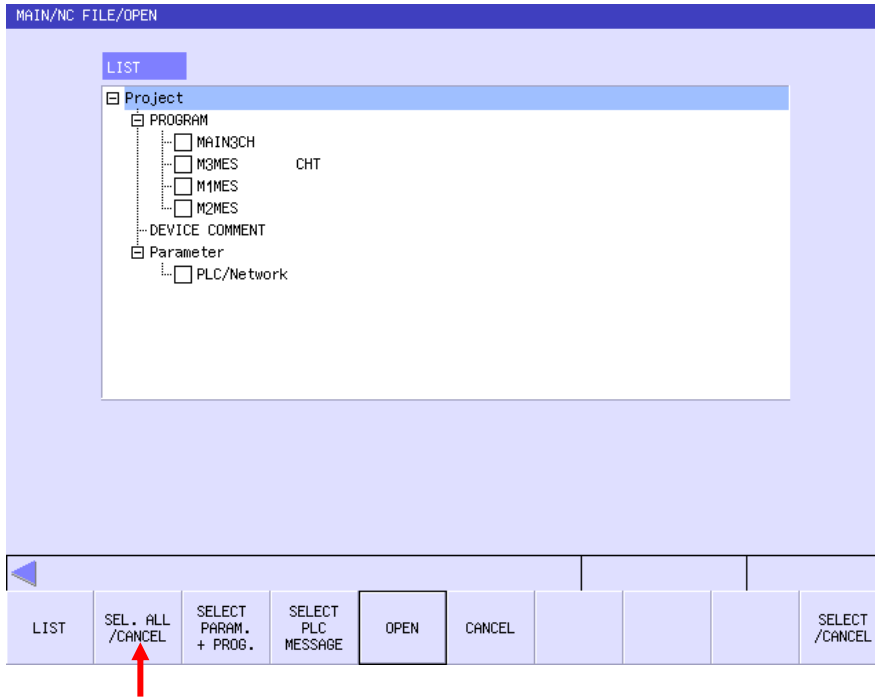 MAIN/NC FILE/OPEN
LIST
Project
PROGRAM
MAIN3CH
M3MES CHT
M1MES
M2MES
DEVICE COMMENT
Parameter
PLC/Network
LIST
SEL. ALL
/CANCEL
SELECT
PARAM.
+ PROG.
SELECT
PLC
MESSAGE
OPEN
CANCEL
SELECT
/CANCEL